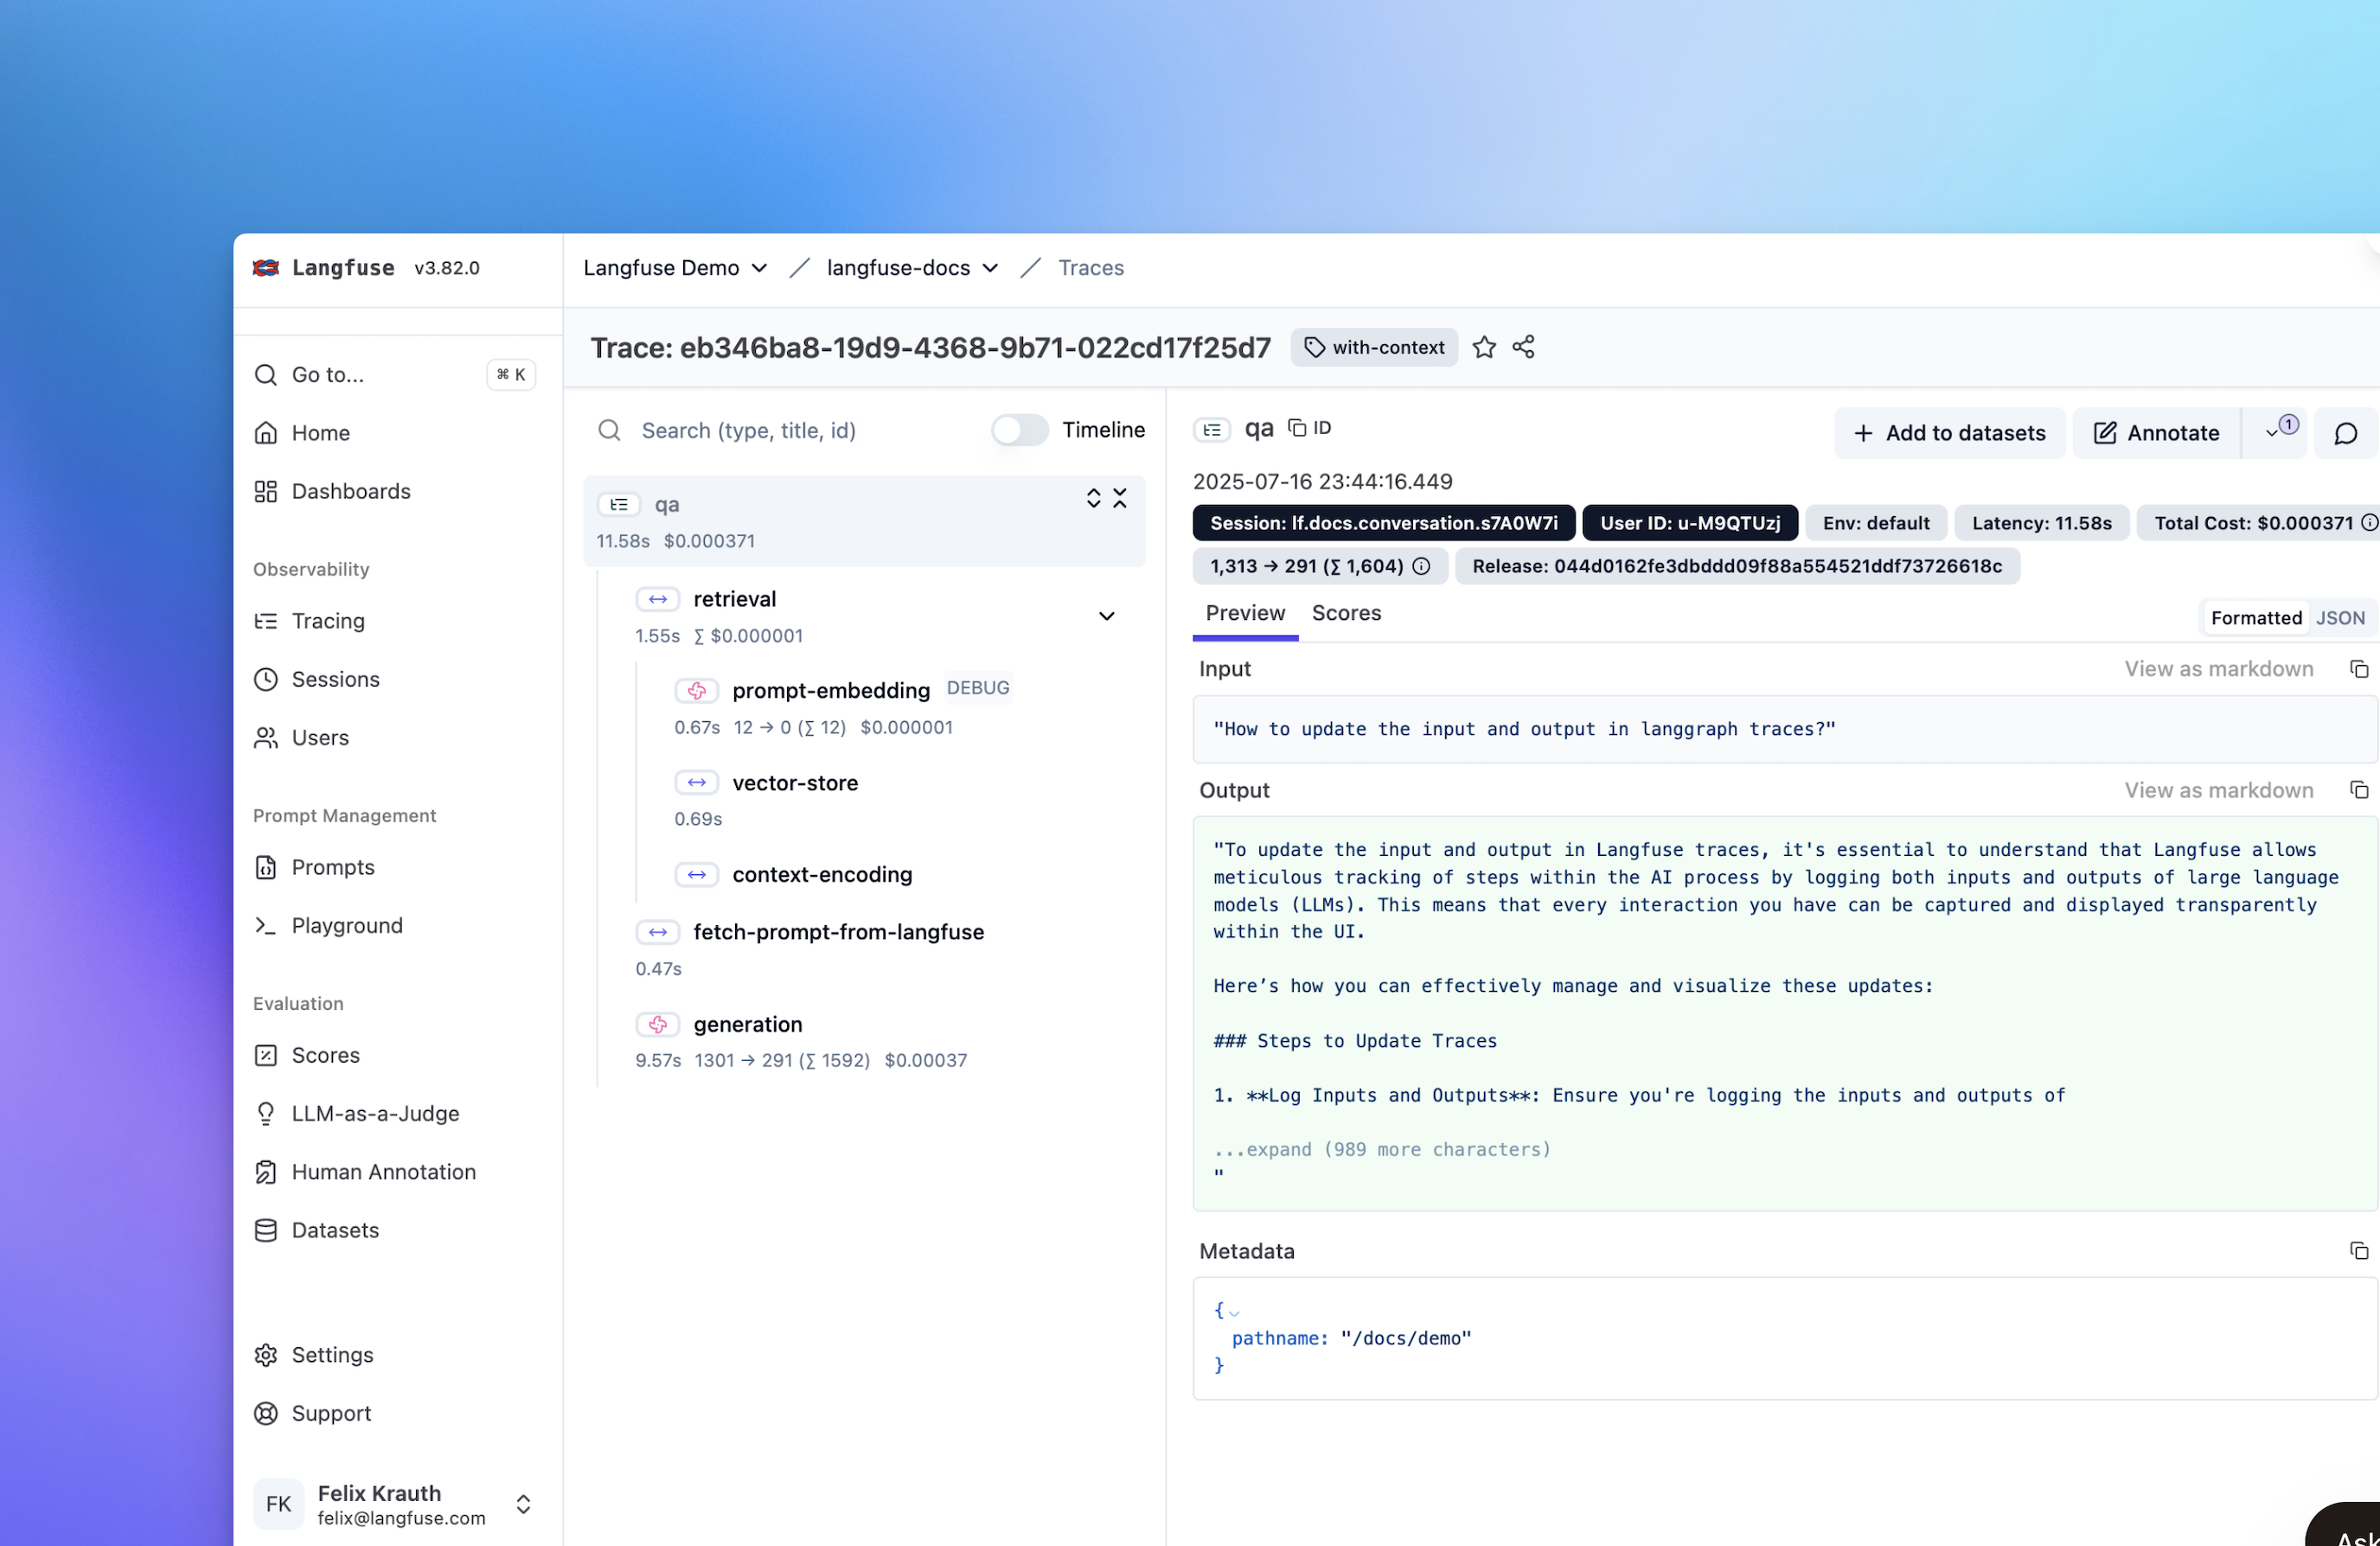 Langfuse v3.82.0
Langfuse Demo / langfuse-docs / Traces
Go to...
⌘ K
Home
Dashboards
Observability
Tracing
Sessions
Users
Prompt Management
Prompts
Playground
Evaluation
Scores
LLM-as-a-Judge
Human Annotation
Datasets
Settings
Support
FK
Felix Krauth
felix@langfuse.com
Trace: eb346ba8-19d9-4368-9b71-022cd17f25d7 with-context
Search (type, title, id) Timeline
qa
11.58s $0.000371
retrieval
1.55s ∑ $0.000001
prompt-embedding DEBUG
0.67s 12 → 0 (∑ 12) $0.000001
vector-store
0.69s
context-encoding
fetch-prompt-from-langfuse
0.47s
generation
9.57s 1301 → 291 (∑ 1592) $0.00037
qa ID
+ Add to datasets Annotate 1
2025-07-16 23:44:16.449
Session: lf.docs.conversation.s7A0W7i User ID: u-M9QTUzj Env: default Latency: 11.58s Total Cost: $0.000371
1,313 → 291 (∑ 1,604) Release: 044d0162fe3dbddd09f88a554521ddf73726618c
Preview Scores
Formatted JSON
Input View as markdown
"How to update the input and output in langgraph traces?"
Output View as markdown
"To update the input and output in Langfuse traces, it's essential to understand that Langfuse allows
meticulous tracking of steps within the AI process by logging both inputs and outputs of large language
models (LLMs). This means that every interaction you have can be captured and displayed transparently
within the UI.
Here’s how you can effectively manage and visualize these updates:
### Steps to Update Traces
1. **Log Inputs and Outputs**: Ensure you're logging the inputs and outputs of
...expand (989 more characters)
"
Metadata
{
pathname: "/docs/demo"
}